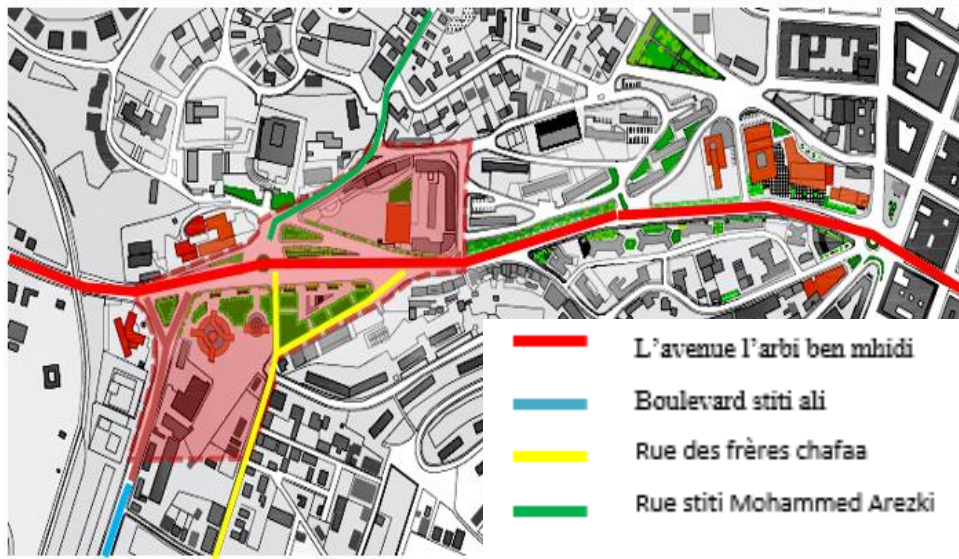 L'avenue l'arbi ben mhidi
Boulevard stiti ali
Rue des frères chafaa
Rue stiti Mohammed Arezki